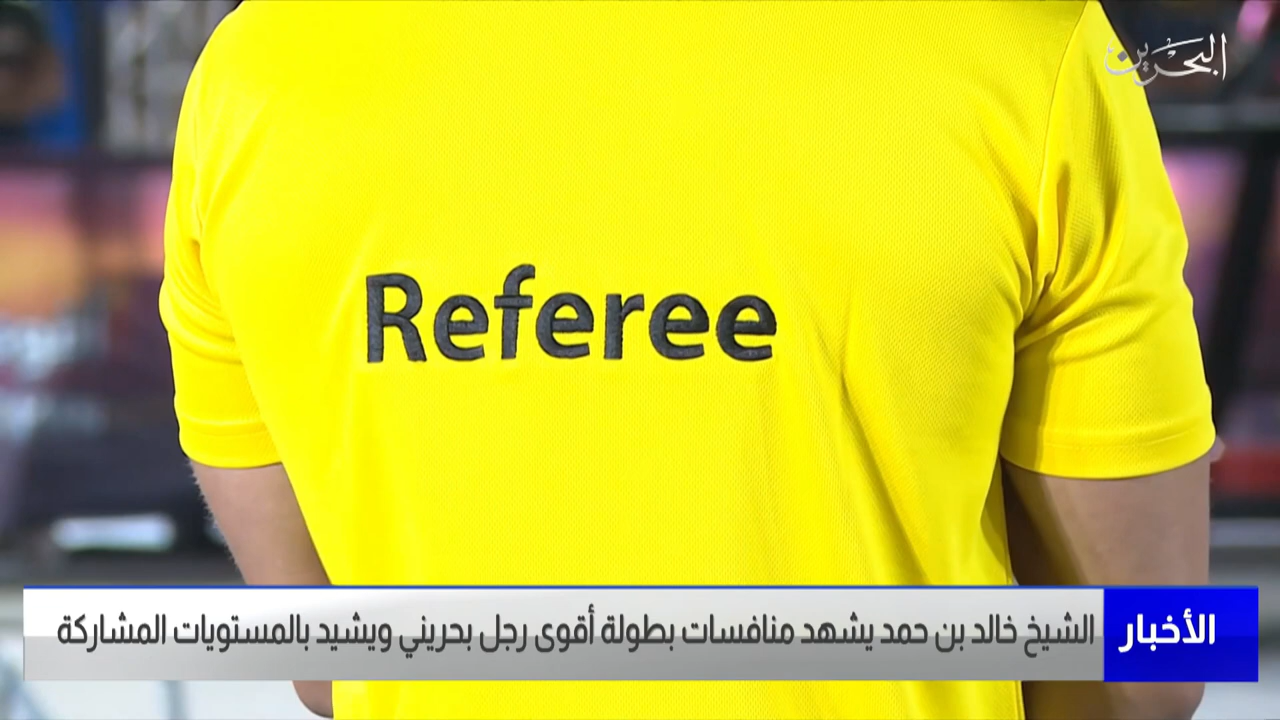 البحرين
Referee
الأخبار
الشيخ خالد بن حمد يشهد منافسات بطولة أقوى رجل بحريني ويشيد بالمستويات المشاركة